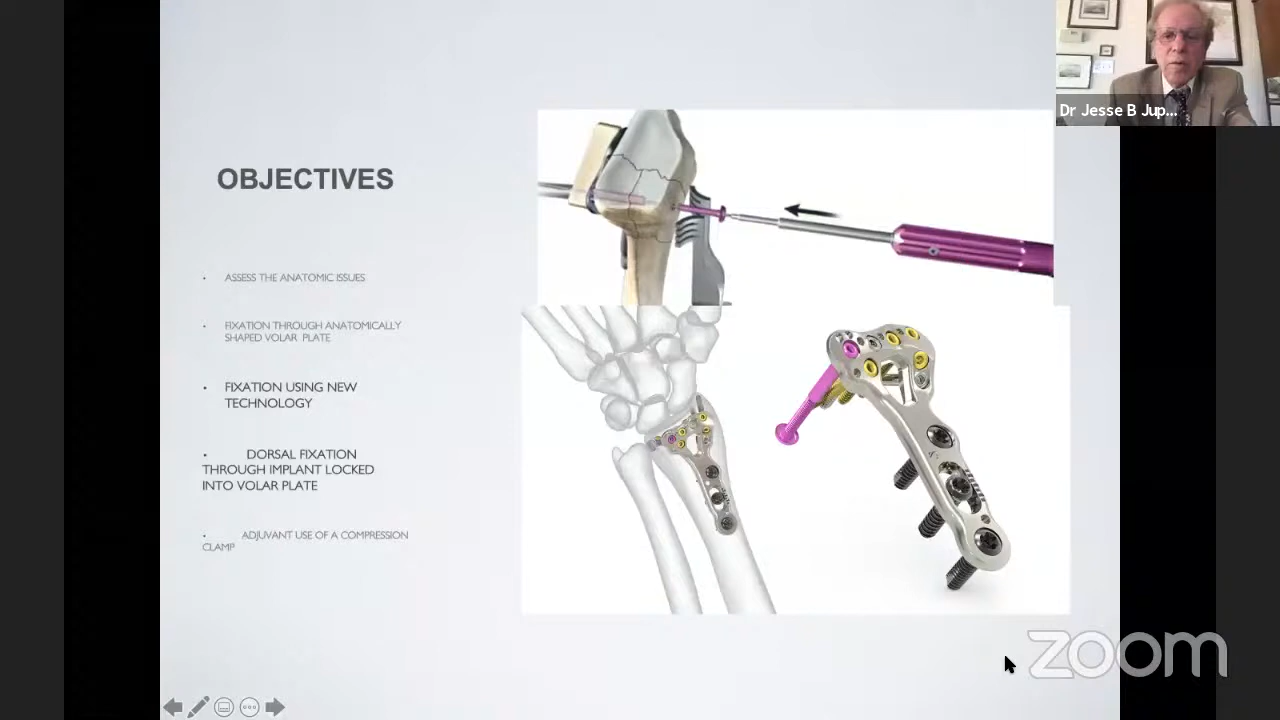 Dr Jesse B Jup...
OBJECTIVES
• ASSESS THE ANATOMIC ISSUES
• FIXATION THROUGH ANATOMICALLY
SHAPED VOLAR PLATE
• FIXATION USING NEW
TECHNOLOGY
• DORSAL FIXATION
THROUGH IMPLANT LOCKED
INTO VOLAR PLATE
• ADJUVANT USE OF A COMPRESSION
CLAMP
zoom